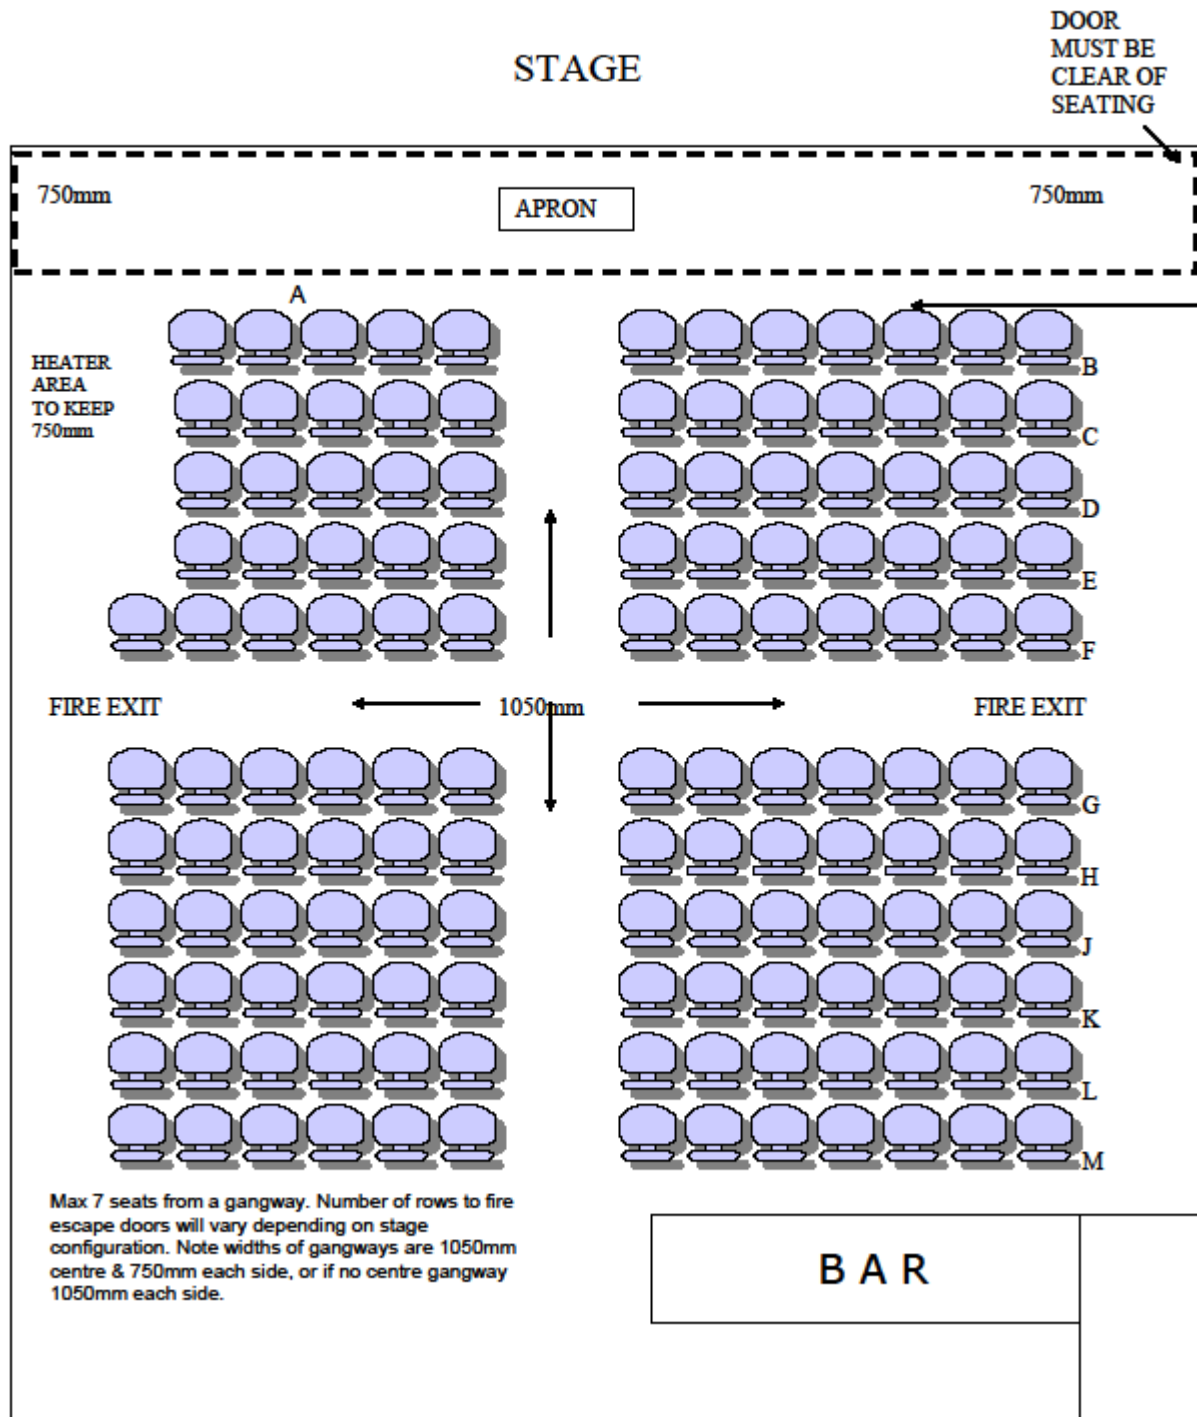 STAGE
DOOR
MUST BE
CLEAR OF
SEATING
750mm
APRON
750mm
A
HEATER
AREA
TO KEEP
750mm
B
C
D
E
F
FIRE EXIT
1050mm
FIRE EXIT
G
H
J
K
L
M
Max 7 seats from a gangway. Number of rows to fire
escape doors will vary depending on stage
configuration. Note widths of gangways are 1050mm
centre & 750mm each side, or if no centre gangway
1050mm each side.
B A R